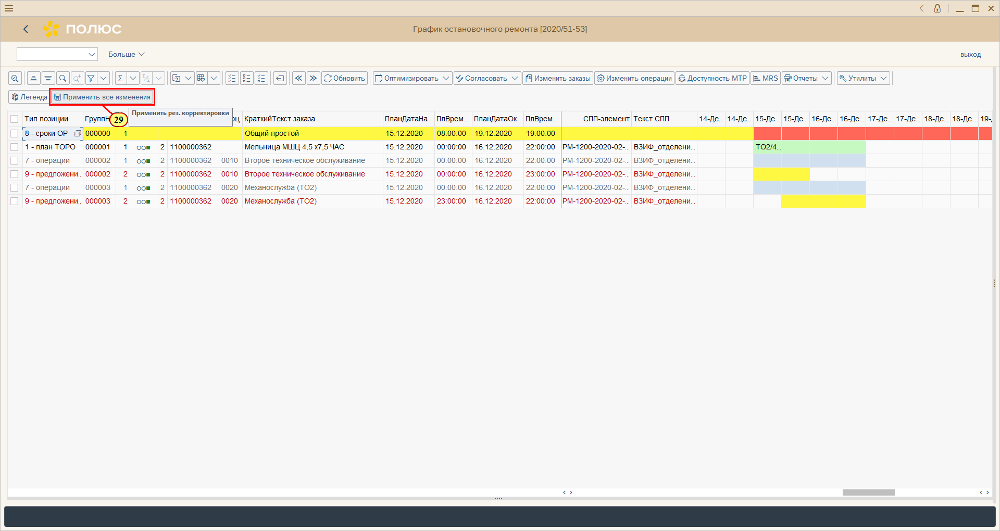 ПОЛЮС
График остановочного ремонта [2020/51-53]
Больше
выход
Обновить Оптимизировать Согласовать Изменить заказы Изменить операции Доступность МТР MRS Отчеты Утилиты
Легенда Применить все изменения
Применить рез. корректировки
29
Тип позиции КраткийТекст заказа ПланДатаНа ПлВрем... ПланДатаОк ПлВрем... СПП-элемент Текст СПП 14-Де... 14-Де... 15-Де... 15-Де... 16-Де... 16-Де... 17-Де... 17-Де... 18-Де... 18-Де...
8 - сроки ОР 000000 1 Общий простой 15.12.2020 08:00:00 19.12.2020 19:00:00
1 - план ТОРО 000001 1 2 1100000362 Мельница МШЦ 4,5 х7,5 ЧАС 15.12.2020 00:00:00 16.12.2020 22:00:00 РМ-1200-2020-02-... ВЗИФ_отделени... ТО2/4...
7 - операции 000002 1 2 1100000362 0010 Второе техническое обслуживание 15.12.2020 00:00:00 16.12.2020 22:00:00 РМ-1200-2020-02-... ВЗИФ_отделени...
9 - предложени... 000002 2 2 1100000362 0010 Второе техническое обслуживание 15.12.2020 00:00:00 16.12.2020 23:00:00 РМ-1200-2020-02-... ВЗИФ_отделени...
7 - операции 000003 1 2 1100000362 0020 Механослужба (ТО2) 15.12.2020 00:00:00 16.12.2020 22:00:00 РМ-1200-2020-02-... ВЗИФ_отделени...
9 - предложени... 000003 2 2 1100000362 0020 Механослужба (ТО2) 15.12.2020 23:00:00 16.12.2020 22:00:00 РМ-1200-2020-02-... ВЗИФ_отделени...